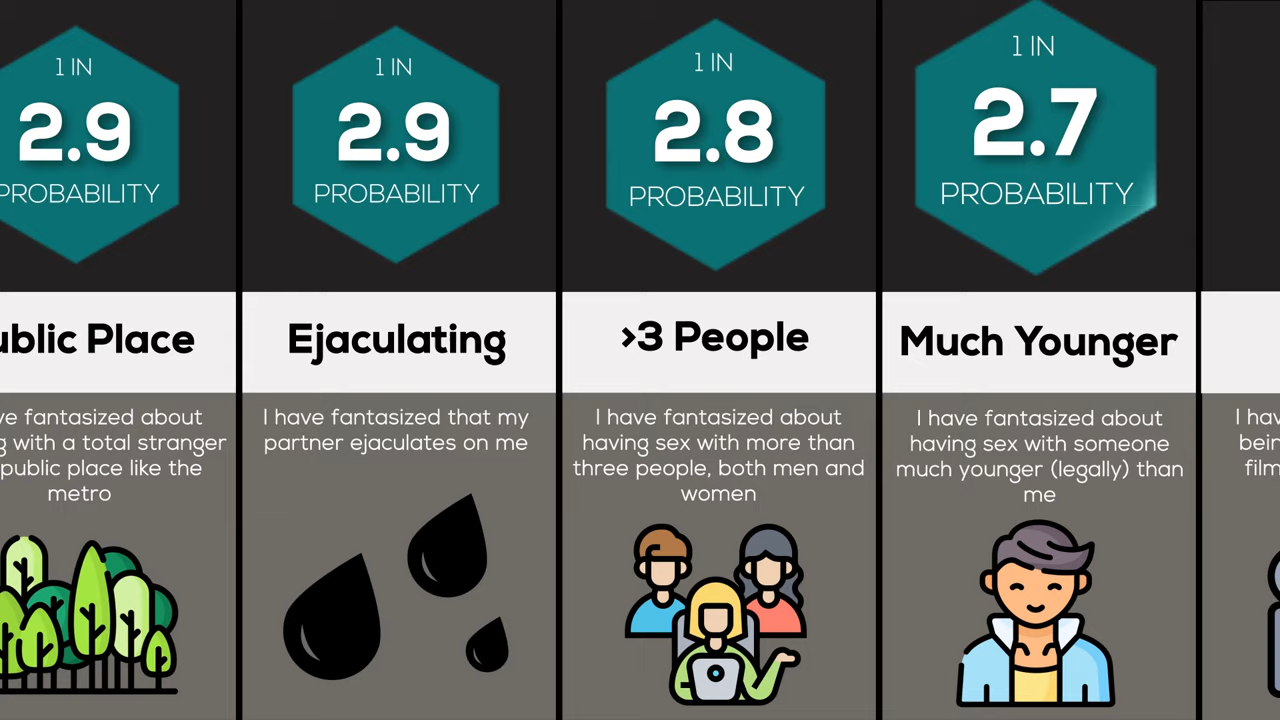 1 IN
2.9
PROBABILITY
ublic Place
ve fantasized about
g with a total stranger
public place like the
metro
1 IN
2.9
PROBABILITY
Ejaculating
I have fantasized that my
partner ejaculates on me
1 IN
2.8
PROBABILITY
>3 People
I have fantasized about
having sex with more than
three people, both men and
women
1 IN
2.7
PROBABILITY
Much Younger
I have fantasized about
having sex with someone
much younger (legally) than
me
I hav
bein
film